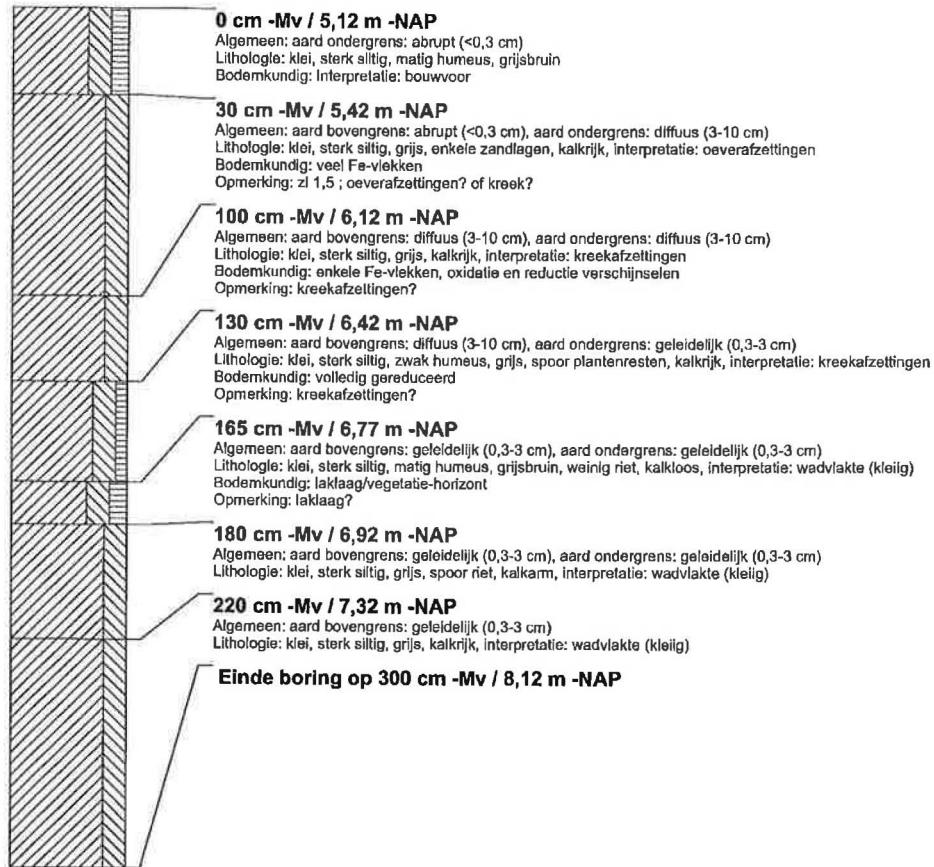 0 cm -Mv / 5,12 m -NAP
Algemeen: aard ondergrens: abrupt (<0,3 cm)
Lithologie: klei, sterk siltig, matig humeus, grijsbruin
Bodemkundig: Interpretatie: bouwvoor
30 cm -Mv / 5,42 m -NAP
Algemeen: aard bovengrens: abrupt (<0,3 cm), aard ondergrens: diffuus (3-10 cm)
Lithologie: klei, sterk siltig, grijs, enkele zandlagen, kalkrijk, interpretatie: oeverafzettingen
Bodemkundig: veel Fe-vlekken
Opmerking: zl 1,5 ; oeverafzettingen? of kreek?
100 cm -Mv / 6,12 m -NAP
Algemeen: aard bovengrens: diffuus (3-10 cm), aard ondergrens: diffuus (3-10 cm)
Lithologie: klei, sterk siltig, grijs, kalkrijk, interpretatie: kreekafzettingen
Bodemkundig: enkele Fe-vlekken, oxidatie en reductie verschijnselen
Opmerking: kreekafzettingen?
130 cm -Mv / 6,42 m -NAP
Algemeen: aard bovengrens: diffuus (3-10 cm), aard ondergrens: geleidelijk (0,3-3 cm)
Lithologie: klei, sterk siltig, zwak humeus, grijs, spoor plantenresten, kalkrijk, interpretatie: kreekafzettingen
Bodemkundig: volledig gereduceerd
Opmerking: kreekafzettingen?
165 cm -Mv / 6,77 m -NAP
Algemeen: aard bovengrens: geleidelijk (0,3-3 cm), aard ondergrens: geleidelijk (0,3-3 cm)
Lithologie: klei, sterk siltig, matig humeus, grijsbruin, weinig riet, kalkloos, interpretatie: wadvlakte (kleiig)
Bodemkundig: laklaag/vegetatie-horizont
Opmerking: laklaag?
180 cm -Mv / 6,92 m -NAP
Algemeen: aard bovengrens: geleidelijk (0,3-3 cm), aard ondergrens: geleidelijk (0,3-3 cm)
Lithologie: klei, sterk siltig, grijs, spoor riet, kalkarm, interpretatie: wadvlakte (kleiig)
220 cm -Mv / 7,32 m -NAP
Algemeen: aard bovengrens: geleidelijk (0,3-3 cm)
Lithologie: klei, sterk siltig, grijs, kalkrijk, interpretatie: wadvlakte (kleiig)
Einde boring op 300 cm -Mv / 8,12 m -NAP